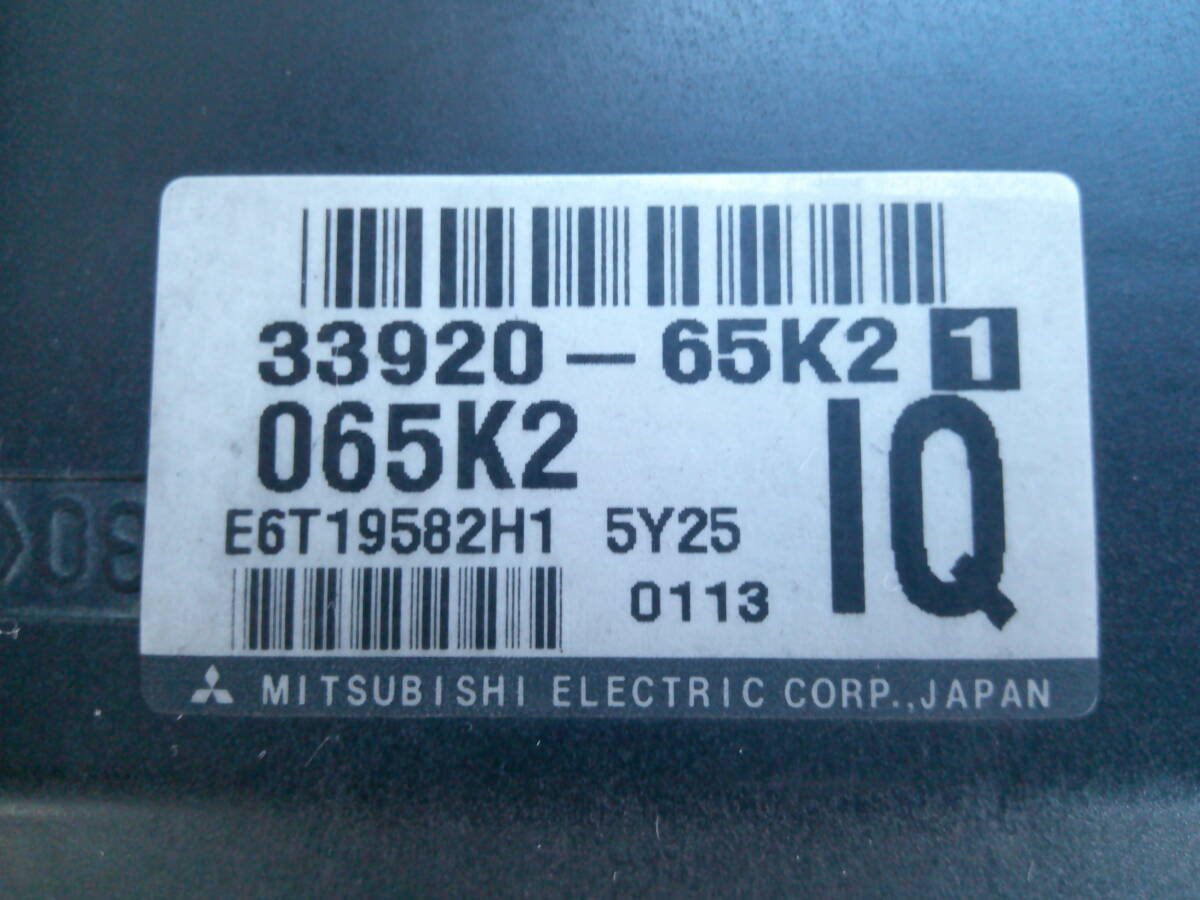 33920-65K2 1
065K2
IQ
E6T19582H1 5Y25
0113
MITSUBISHI ELECTRIC CORP.,JAPAN